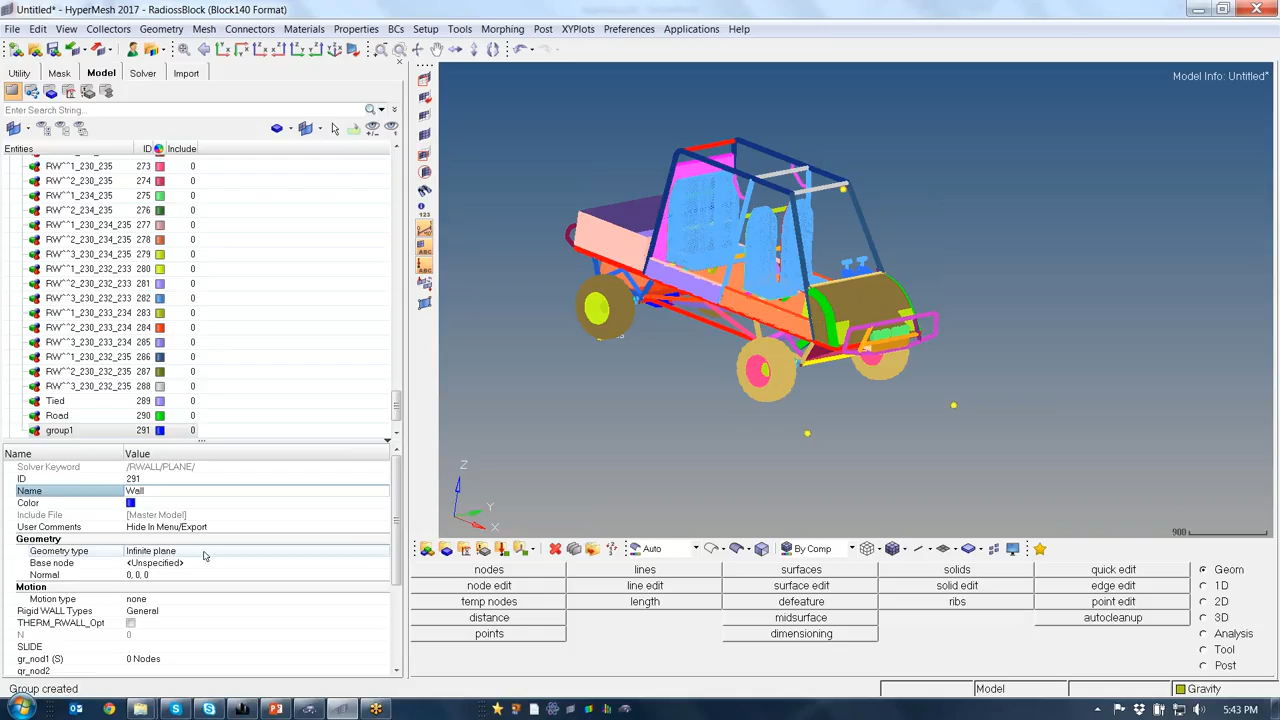 Untitled* - HyperMesh 2017 - RadiossBlock (Block140 Format)
File Edit View Collectors Geometry Mesh Connectors Materials Properties BCs Setup Tools Morphing Post XYPlots Preferences Applications Help
Utility Mask Model Solver Import
Enter Search String...
Model Info: Untitled*
Entities ID Include
RW^^1_230_235 273 0
RW^^2_230_235 274 0
RW^^1_234_235 275 0
RW^^2_234_235 276 0
RW^^1_230_234_235 277 0
RW^^2_230_234_235 278 0
RW^^3_230_234_235 279 0
RW^^1_230_232_233 280 0
RW^^2_230_232_233 281 0
RW^^3_230_232_233 282 0
RW^^1_230_233_234 283 0
RW^^2_230_233_234 284 0
RW^^3_230_233_234 285 0
RW^^1_230_232_235 286 0
RW^^2_230_232_235 287 0
RW^^3_230_232_235 288 0
Tied 289 0
Road 290 0
group1 291 0
Name Value
Solver Keyword /RWALL/PLANE/
ID 291
Name Wall
Color
Include File [Master Model]
User Comments Hide In Menu/Export
Geometry
Geometry type Infinite plane
Base node <Unspecified>
Normal 0, 0, 0
Motion
Motion type none
Rigid WALL Types General
THERM_RWALL_Opt
N 0
SLIDE
gr_nod1 (S) 0 Nodes
gr_nod2
Z
Y
X
900
123
ABC
ABC
Auto By Comp
nodes lines surfaces solids quick edit Geom
node edit line edit surface edit solid edit edge edit 1D
temp nodes length defeature ribs point edit 2D
distance midsurface autocleanup 3D
points dimensioning Analysis
Tool
Post
Group created Model Gravity
5:43 PM